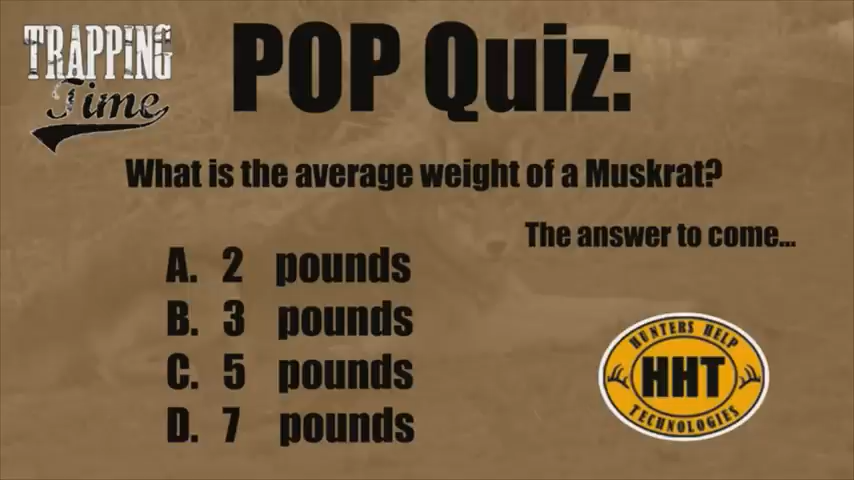 TRAPPING
Time
POP Quiz:
What is the average weight of a Muskrat?
The answer to come...
A. 2 pounds
B. 3 pounds
C. 5 pounds
D. 7 pounds
HUNTERS HELP
HHT
TECHNOLOGIES